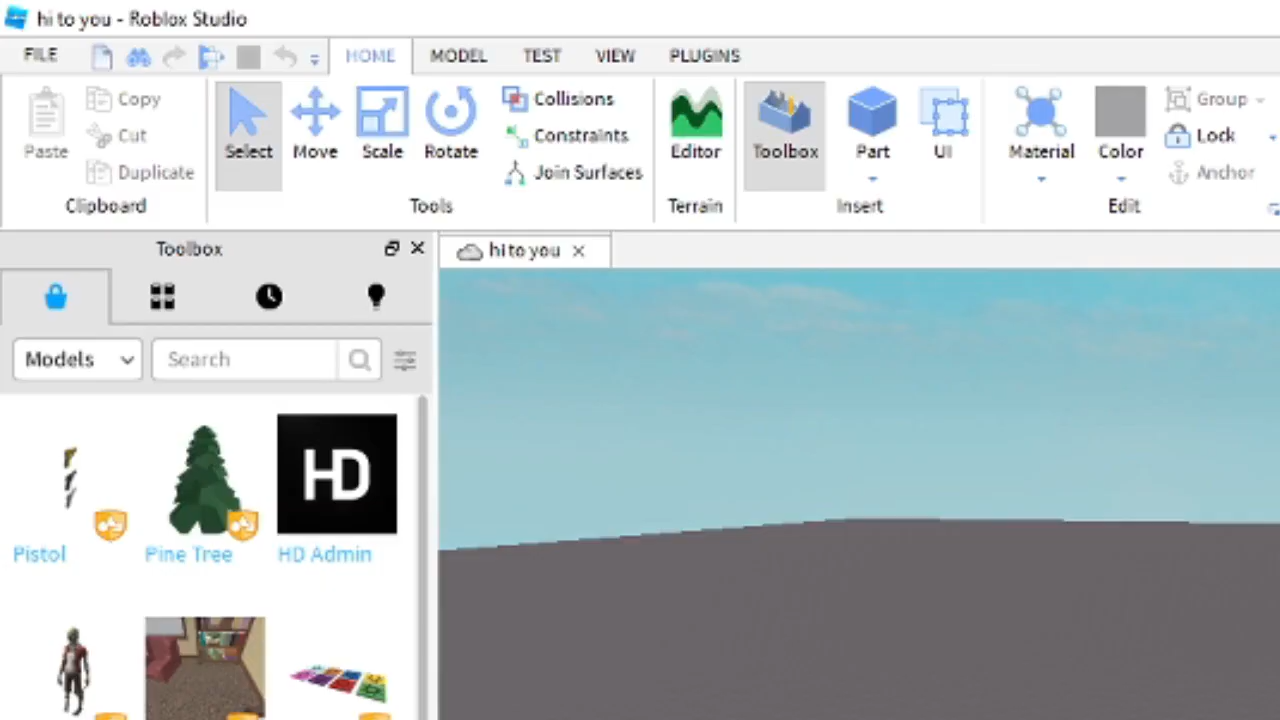 hi to you - Roblox Studio
FILE HOME MODEL TEST VIEW PLUGINS
Paste Copy Cut Duplicate
Clipboard
Select Move Scale Rotate
Collisions
Constraints
Join Surfaces
Tools
Editor
Terrain
Toolbox Part UI
Insert
Material Color
Group
Lock
Anchor
Edit
Toolbox
hi to you
Models Search
HD
Pistol Pine Tree HD Admin